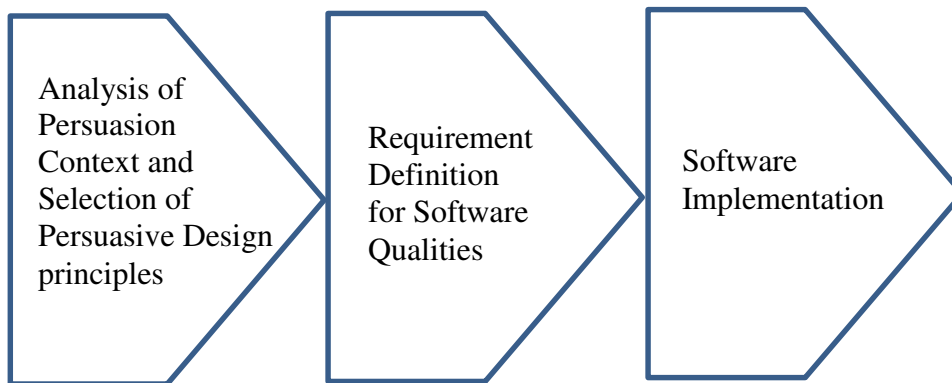 Analysis of
Persuasion
Context and
Selection of
Persuasive Design
principles
Requirement
Definition
for Software
Qualities
Software
Implementation